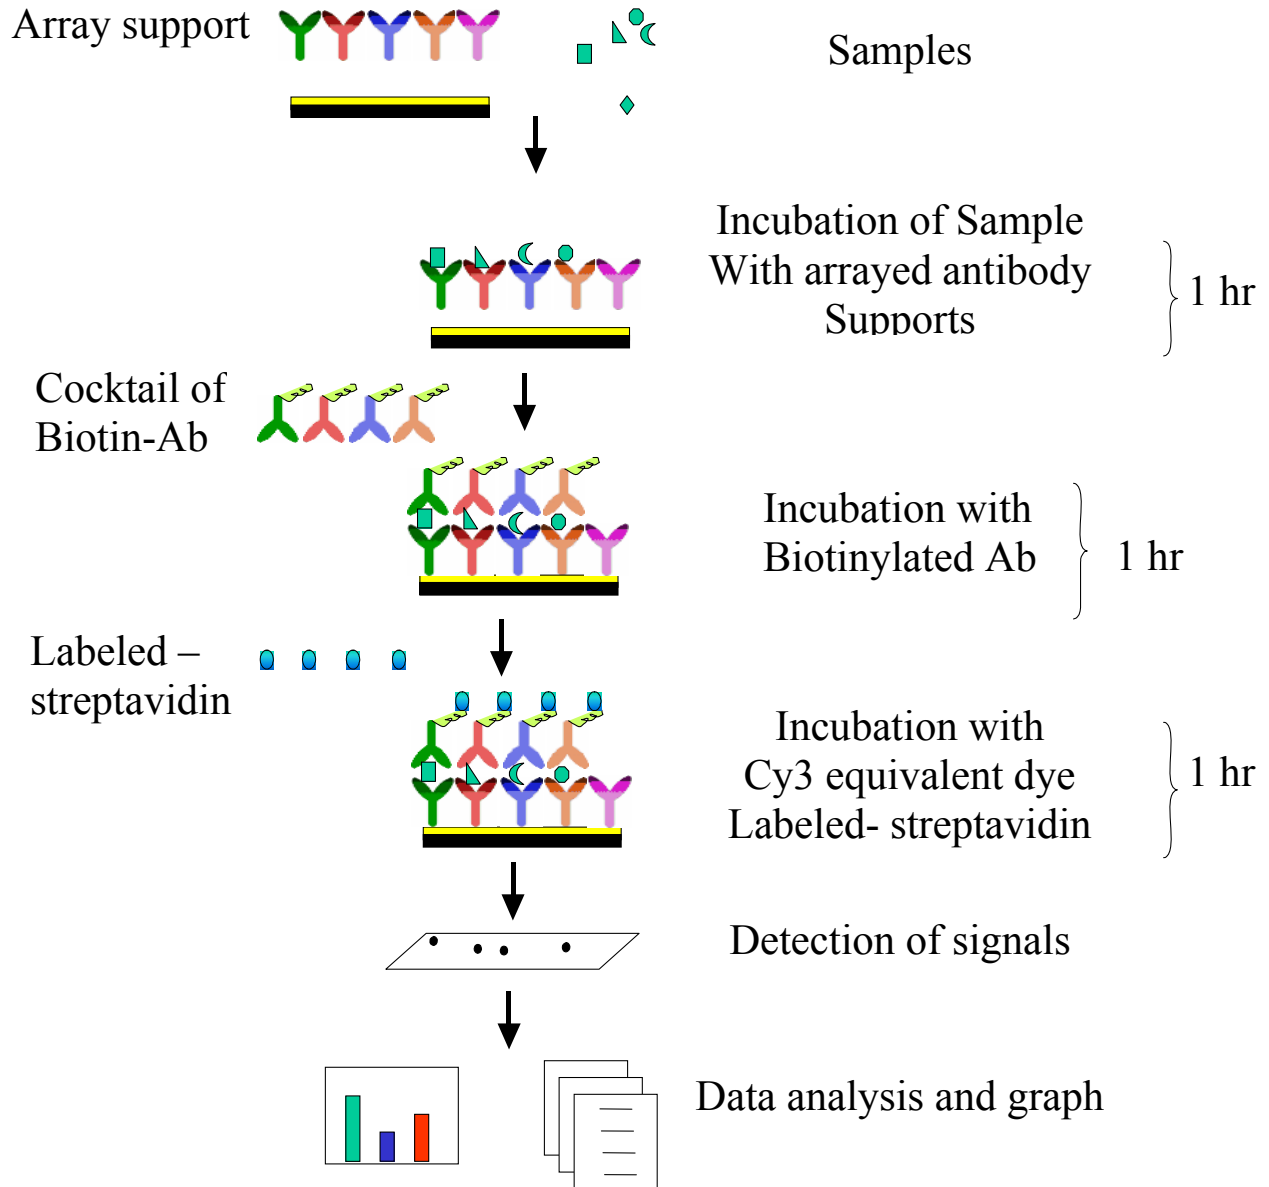 Array support
Samples
Incubation of Sample
With arrayed antibody
Supports
1 hr
Cocktail of
Biotin-Ab
Incubation with
Biotinylated Ab
1 hr
Labeled –
streptavidin
Incubation with
Cy3 equivalent dye
Labeled- streptavidin
1 hr
Detection of signals
Data analysis and graph